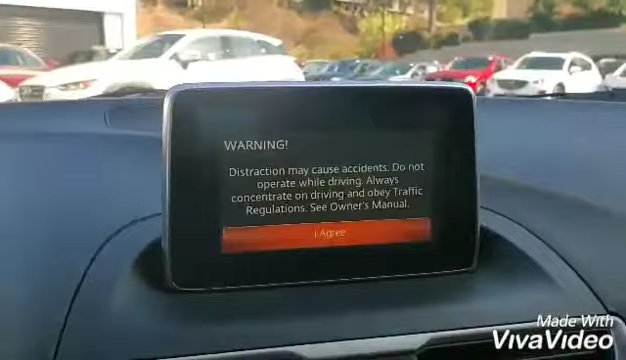 WARNING!
Distraction may cause accidents. Do not
operate while driving. Always
concentrate on driving and obey Traffic
Regulations. See Owner's Manual.
I Agree
Made With
VivaVideo